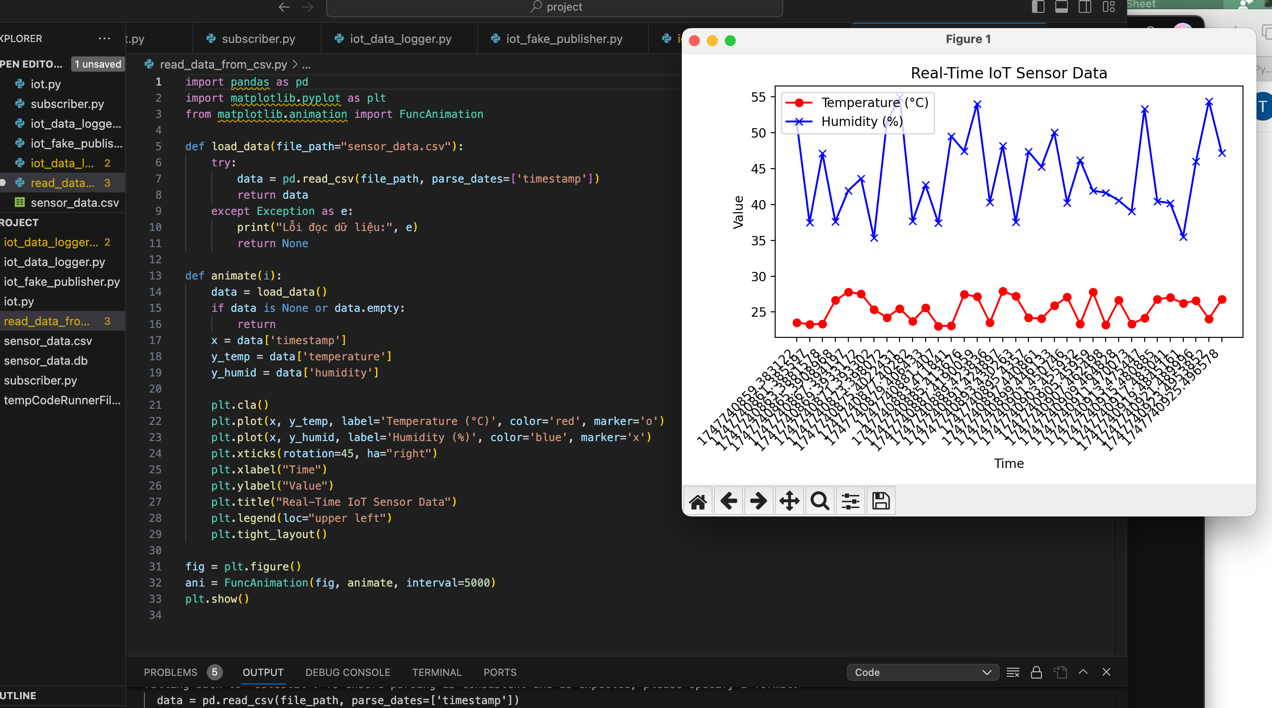 project
Sheet
EXPLORER
t.py
subscriber.py
iot_data_logger.py
iot_fake_publisher.py
OPEN EDITO...
1 unsaved
iot.py
subscriber.py
iot_data_logge...
iot_fake_publis...
iot_data_l... 2
read_data... 3
sensor_data.csv
PROJECT
iot_data_logger... 2
iot_data_logger.py
iot_fake_publisher.py
iot.py
read_data_fro... 3
sensor_data.csv
sensor_data.db
subscriber.py
tempCodeRunnerFil...
OUTLINE
read_data_from_csv.py > ...
1 import pandas as pd
2 import matplotlib.pyplot as plt
3 from matplotlib.animation import FuncAnimation
4
5 def load_data(file_path="sensor_data.csv"):
6 try:
7 data = pd.read_csv(file_path, parse_dates=['timestamp'])
8 return data
9 except Exception as e:
10 print("Lỗi đọc dữ liệu:", e)
11 return None
12
13 def animate(i):
14 data = load_data()
15 if data is None or data.empty:
16 return
17 x = data['timestamp']
18 y_temp = data['temperature']
19 y_humid = data['humidity']
20
21 plt.cla()
22 plt.plot(x, y_temp, label='Temperature (°C)', color='red', marker='o')
23 plt.plot(x, y_humid, label='Humidity (%)', color='blue', marker='x')
24 plt.xticks(rotation=45, ha="right")
25 plt.xlabel("Time")
26 plt.ylabel("Value")
27 plt.title("Real-Time IoT Sensor Data")
28 plt.legend(loc="upper left")
29 plt.tight_layout()
30
31 fig = plt.figure()
32 ani = FuncAnimation(fig, animate, interval=5000)
33 plt.show()
34
Figure 1
Real-Time IoT Sensor Data
Temperature (°C)
Humidity (%)
55
50
45
40
35
30
25
Value
Time
T
PROBLEMS 5 OUTPUT DEBUG CONSOLE TERMINAL PORTS
Code
data = pd.read_csv(file_path, parse_dates=['timestamp'])